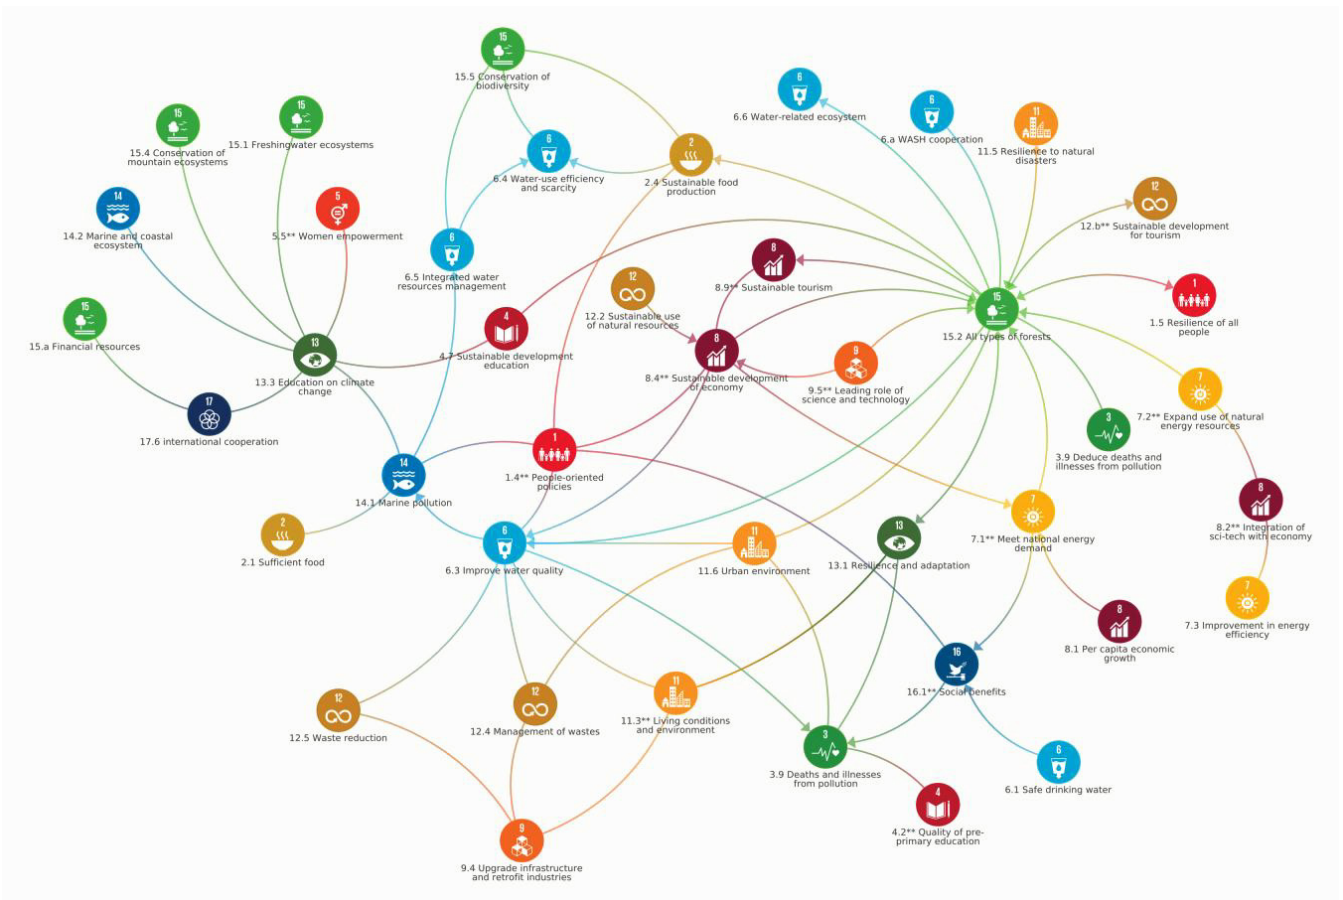 15
15.5 Conservation of
biodiversity
6
6.6 Water-related ecosystem
6
6.a WASH cooperation
11
11.5 Resilience to natural
disasters
15
15.4 Conservation of
mountain ecosystems
15
15.1 Freshingwater ecosystems
6
6.4 Water-use efficiency
and scarcity
2
2.4 Sustainable food
production
12
12.b** Sustainable development
for tourism
14
14.2 Marine and coastal
ecosystem
5
5.5** Women empowerment
6
6.5 Integrated water
resources management
8
8.9** Sustainable tourism
12
12.2 Sustainable use
of natural resources
15
15.2 All types of forests
1
1.5 Resilience of all
people
15
15.a Financial resources
13
13.3 Education on climate
change
4
4.7 Sustainable development
education
8
8.4** Sustainable development
of economy
9
9.5** Leading role of
science and technology
7
7.2** Expand use of natural
energy resources
17
17.6 international cooperation
3
3.9 Deduce deaths and
illnesses from pollution
14
14.1 Marine pollution
1
1.4** People-oriented
policies
8
8.2** Integration of
sci-tech with economy
2
2.1 Sufficient food
6
6.3 Improve water quality
11
11.6 Urban environment
13
13.1 Resilience and adaptation
7
7.1** Meet national energy
demand
7
7.3 Improvement in energy
efficiency
8
8.1 Per capita economic
growth
16
16.1** Social benefits
12
12.5 Waste reduction
12
12.4 Management of wastes
11
11.3** Living conditions
and environment
3
3.9 Deaths and illnesses
from pollution
6
6.1 Safe drinking water
4
4.2** Quality of pre-
primary education
9
9.4 Upgrade infrastructure
and retrofit industries